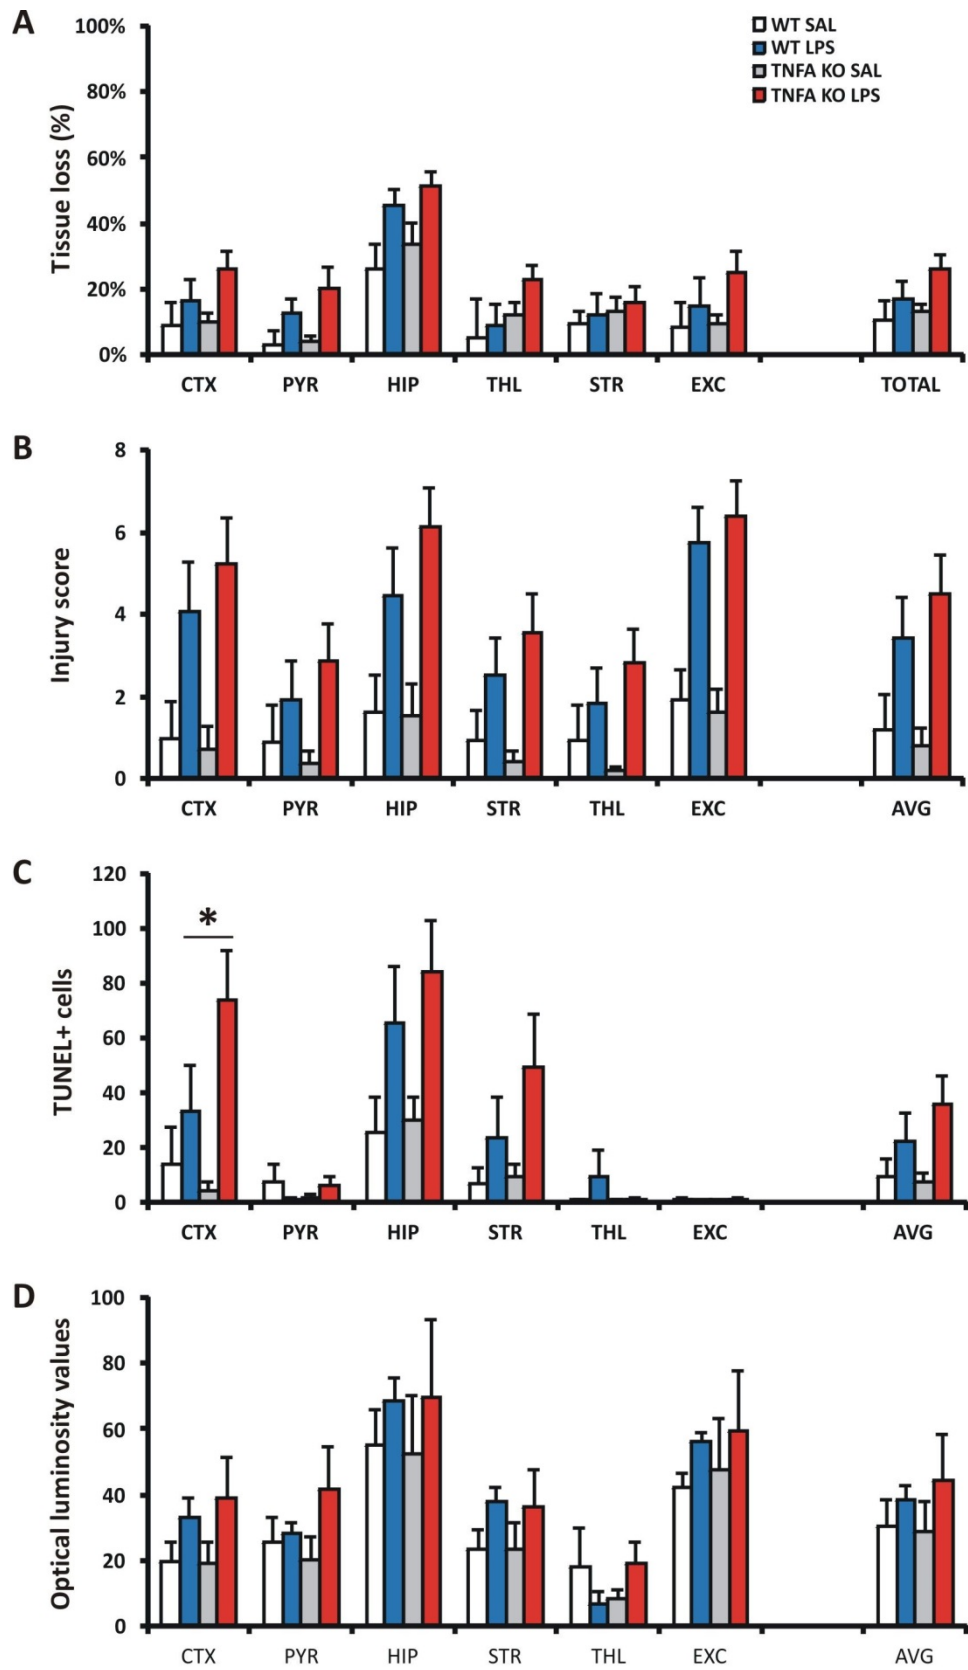 A
100%
80%
60%
40%
20%
0%
Tissue loss (%)
WT SAL
WT LPS
TNFA KO SAL
TNFA KO LPS
CTX PYR HIP THL STR EXC TOTAL
B
8
6
4
2
0
Injury score
CTX PYR HIP STR THL EXC AVG
C
120
100
80
60
40
20
0
TUNEL+ cells
*
CTX PYR HIP STR THL EXC AVG
D
100
80
60
40
20
0
Optical luminosity values
CTX PYR HIP STR THL EXC AVG